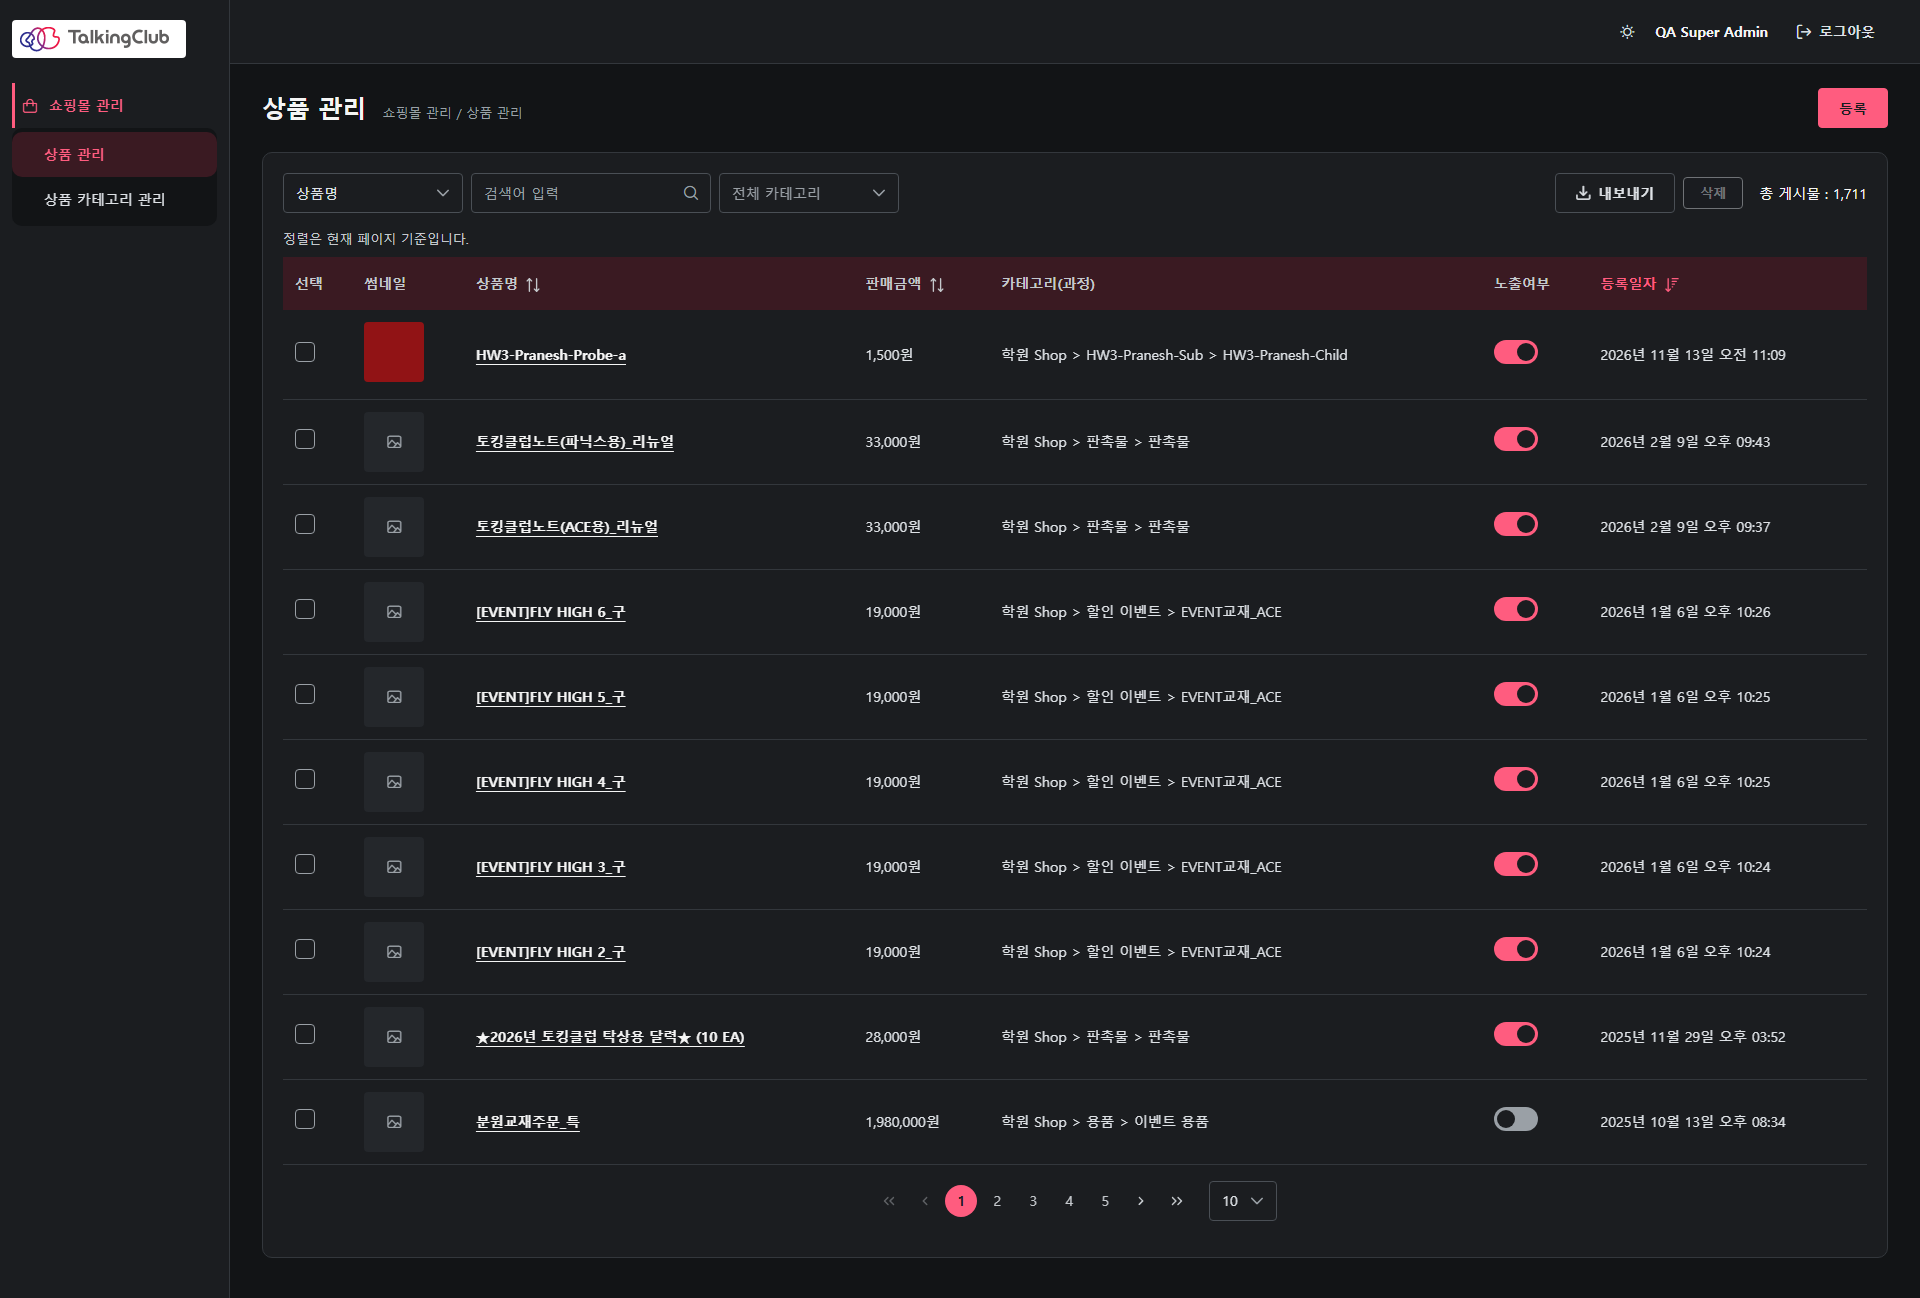 TalkingClub
QA Super Admin
로그아웃
쇼핑몰 관리
상품 관리
상품 카테고리 관리
상품 관리
쇼핑몰 관리 / 상품 관리
등록
상품명
검색어 입력
전체 카테고리
내보내기
삭제
총 게시물 : 1,711
정렬은 현재 페이지 기준입니다.
선택 썸네일 상품명 판매금액 카테고리(과정) 노출여부 등록일자
HW3-Pranesh-Probe-a 1,500원 학원 Shop > HW3-Pranesh-Sub > HW3-Pranesh-Child 2026년 11월 13일 오전 11:09
토킹클럽노트(파닉스용)_리뉴얼 33,000원 학원 Shop > 판촉물 > 판촉물 2026년 2월 9일 오후 09:43
토킹클럽노트(ACE용)_리뉴얼 33,000원 학원 Shop > 판촉물 > 판촉물 2026년 2월 9일 오후 09:37
[EVENT]FLY HIGH 6_구 19,000원 학원 Shop > 할인 이벤트 > EVENT교재_ACE 2026년 1월 6일 오후 10:26
[EVENT]FLY HIGH 5_구 19,000원 학원 Shop > 할인 이벤트 > EVENT교재_ACE 2026년 1월 6일 오후 10:25
[EVENT]FLY HIGH 4_구 19,000원 학원 Shop > 할인 이벤트 > EVENT교재_ACE 2026년 1월 6일 오후 10:25
[EVENT]FLY HIGH 3_구 19,000원 학원 Shop > 할인 이벤트 > EVENT교재_ACE 2026년 1월 6일 오후 10:24
[EVENT]FLY HIGH 2_구 19,000원 학원 Shop > 할인 이벤트 > EVENT교재_ACE 2026년 1월 6일 오후 10:24
★2026년 토킹클럽 탁상용 달력★ (10 EA) 28,000원 학원 Shop > 판촉물 > 판촉물 2025년 11월 29일 오후 03:52
분원교재주문_특 1,980,000원 학원 Shop > 용품 > 이벤트 용품 2025년 10월 13일 오후 08:34
1 2 3 4 5 10